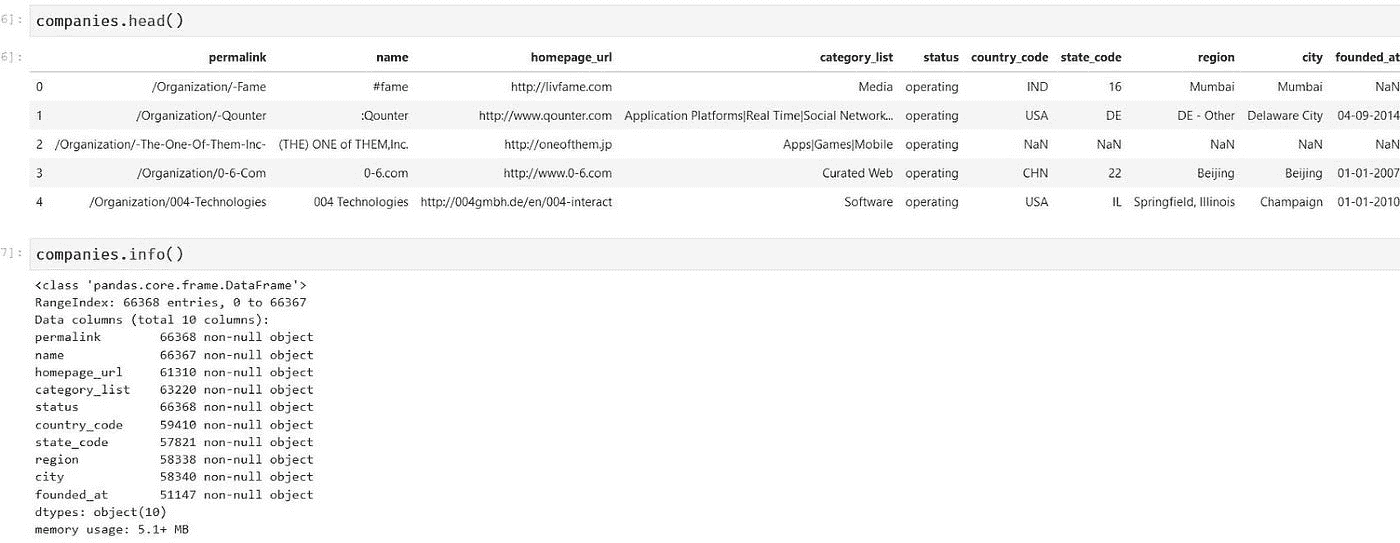 6]: companies.head()
6]: permalink name homepage_url category_list status country_code state_code region city founded_at
0 /Organization/-Fame #fame http://livfame.com Media operating IND 16 Mumbai Mumbai NaN
1 /Organization/-Qounter :Qounter http://www.qounter.com Application Platforms|Real Time|Social Network... operating USA DE DE - Other Delaware City 04-09-2014
2 /Organization/-The-One-Of-Them-Inc- (THE) ONE of THEM,Inc. http://oneofthem.jp Apps|Games|Mobile operating NaN NaN NaN NaN NaN
3 /Organization/0-6-Com 0-6.com http://www.0-6.com Curated Web operating CHN 22 Beijing Beijing 01-01-2007
4 /Organization/004-Technologies 004 Technologies http://004gmbh.de/en/004-interact Software operating USA IL Springfield, Illinois Champaign 01-01-2010
7]: companies.info()
<class 'pandas.core.frame.DataFrame'>
RangeIndex: 66368 entries, 0 to 66367
Data columns (total 10 columns):
permalink 66368 non-null object
name 66367 non-null object
homepage_url 61310 non-null object
category_list 63220 non-null object
status 66368 non-null object
country_code 59410 non-null object
state_code 57821 non-null object
region 58338 non-null object
city 58340 non-null object
founded_at 51147 non-null object
dtypes: object(10)
memory usage: 5.1+ MB